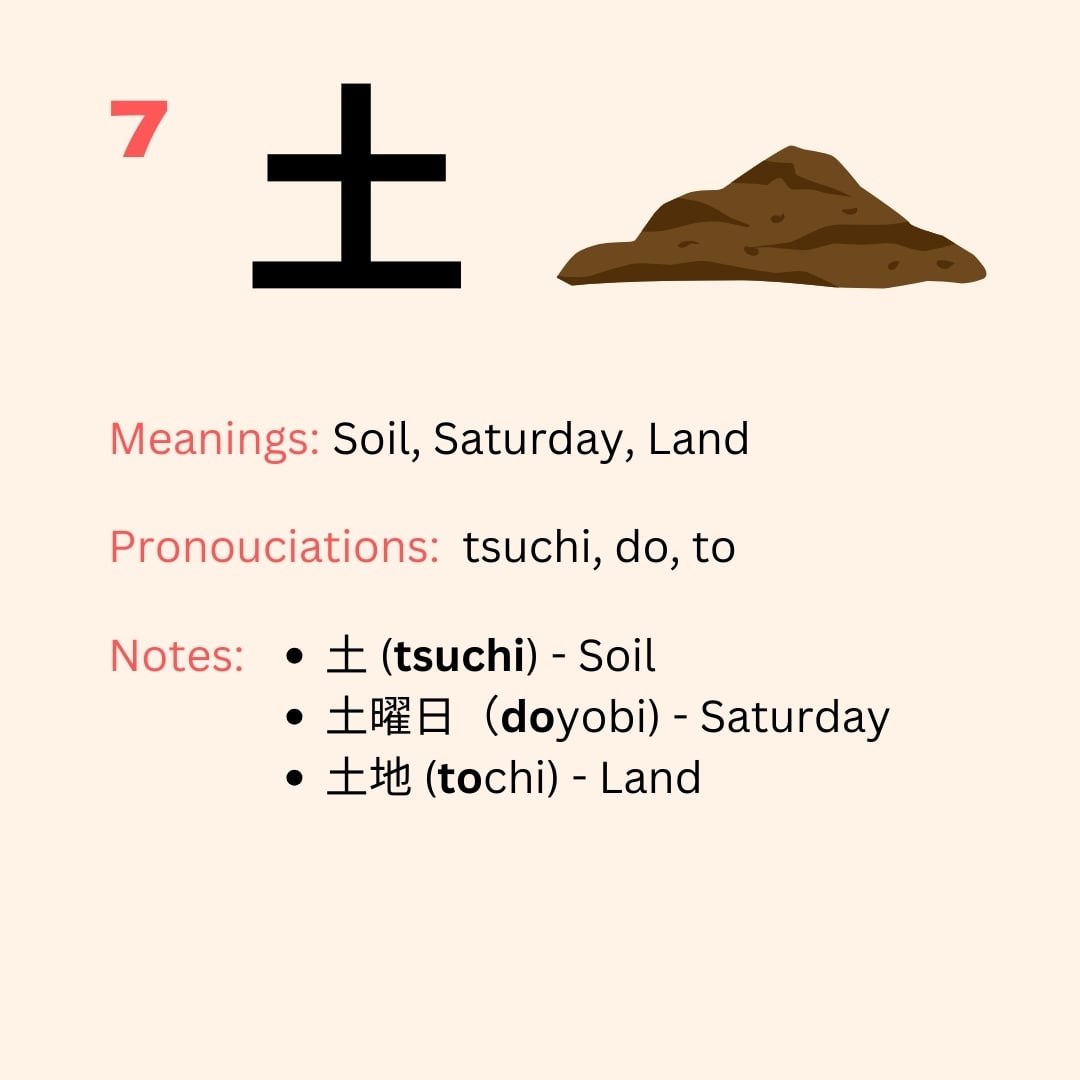 7 土
Meanings: Soil, Saturday, Land
Pronouciations: tsuchi, do, to
Notes: • 土 (tsuchi) - Soil
• 土曜日（doyobi) - Saturday
• 土地 (tochi) - Land